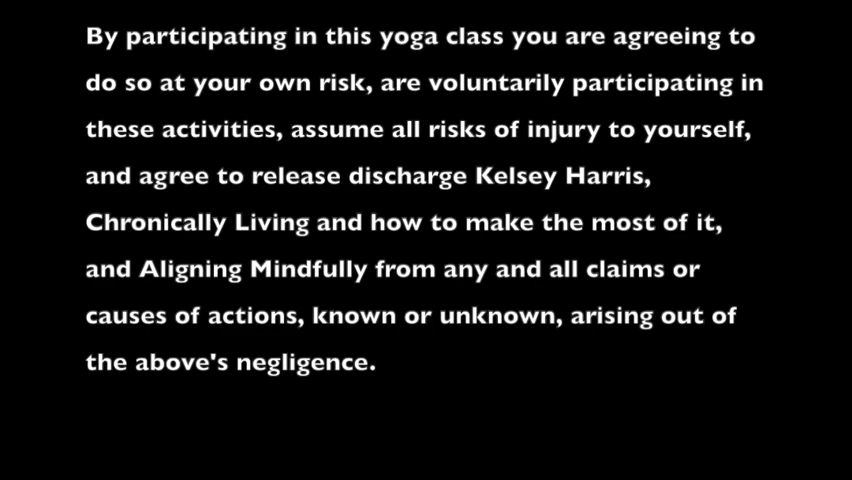 By participating in this yoga class you are agreeing to
do so at your own risk, are voluntarily participating in
these activities, assume all risks of injury to yourself,
and agree to release discharge Kelsey Harris,
Chronically Living and how to make the most of it,
and Aligning Mindfully from any and all claims or
causes of actions, known or unknown, arising out of
the above's negligence.